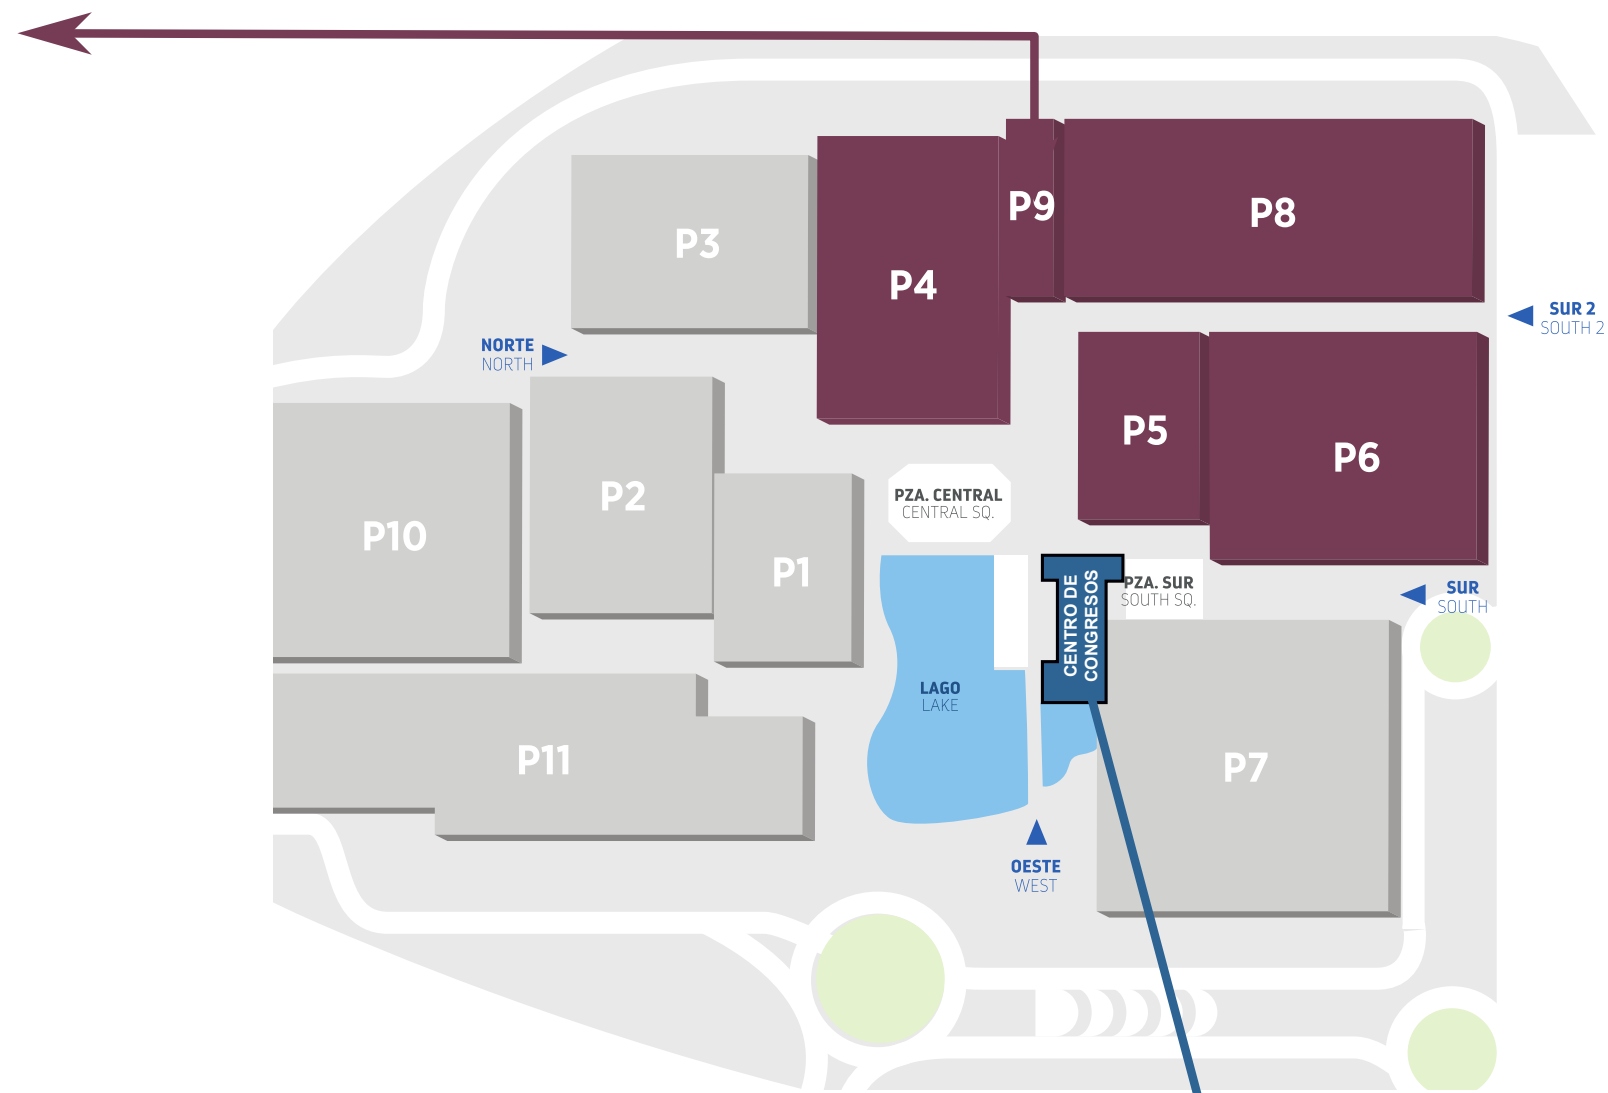 P9
P8
P3
P4
SUR 2
SOUTH 2
NORTE
NORTH
P5
P6
P2
PZA. CENTRAL
CENTRAL SQ.
P10
P1
CENTRO DE
CONGRESOS
PZA. SUR
SOUTH SQ.
SUR
SOUTH
LAGO
LAKE
P11
P7
OESTE
WEST